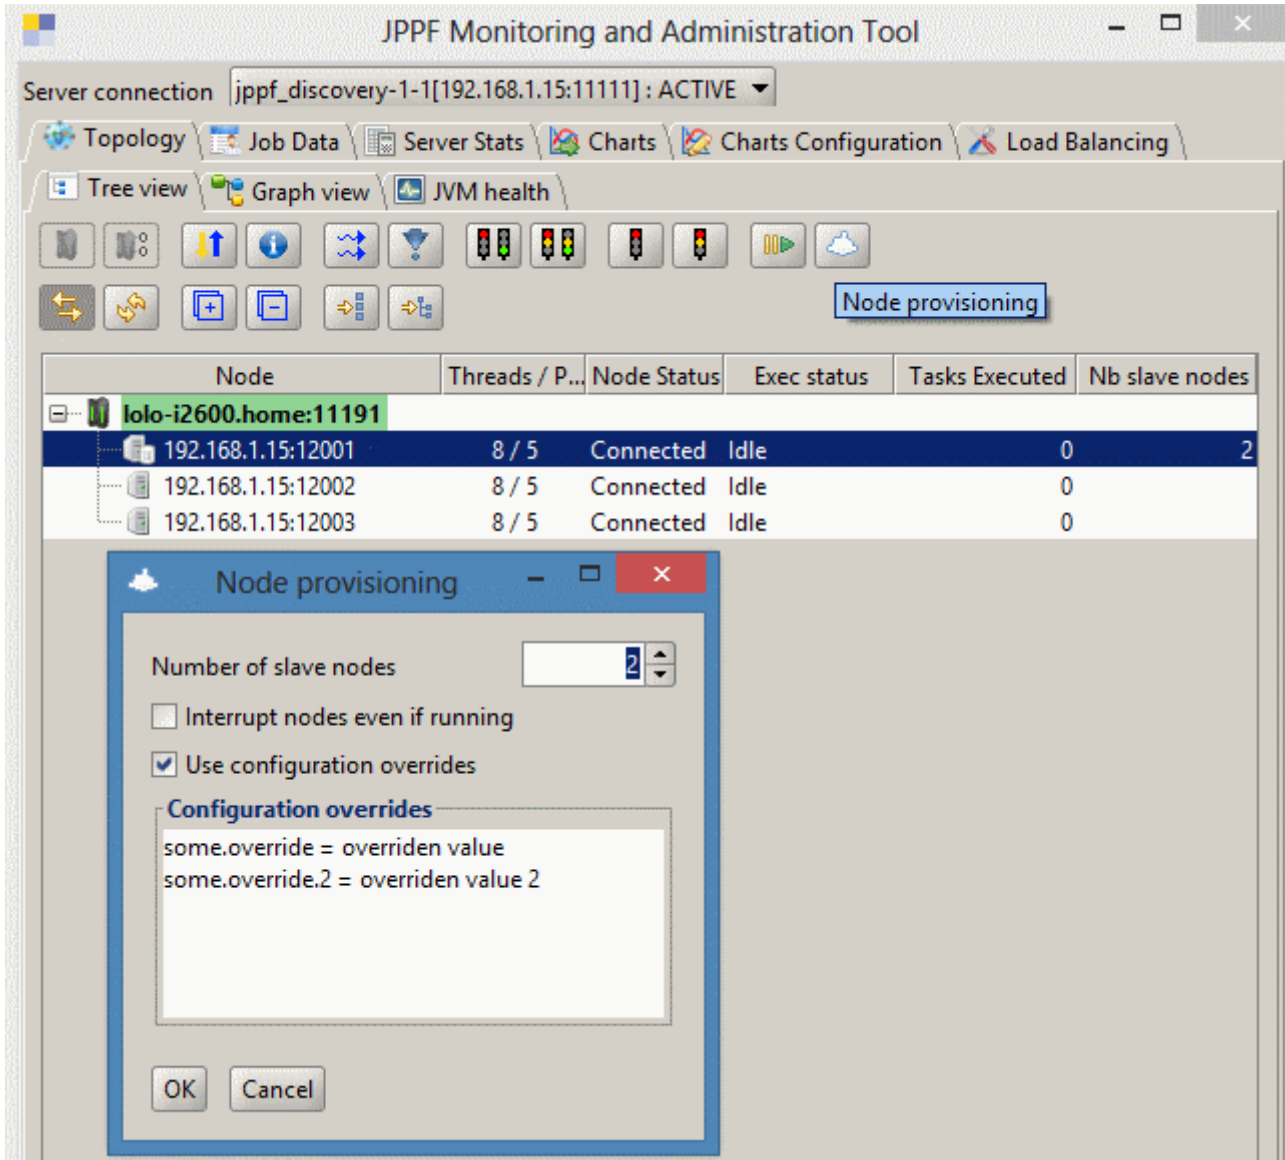 JPPF Monitoring and Administration Tool
Server connection jppf_discovery-1-1[192.168.1.15:11111] : ACTIVE
Topology Job Data Server Stats Charts Charts Configuration Load Balancing
Tree view Graph view JVM health
Node provisioning
Node Threads / P... Node Status Exec status Tasks Executed Nb slave nodes
lolo-i2600.home:11191
192.168.1.15:12001 8 / 5 Connected Idle 0 2
192.168.1.15:12002 8 / 5 Connected Idle 0
192.168.1.15:12003 8 / 5 Connected Idle 0
Node provisioning
Number of slave nodes 2
Interrupt nodes even if running
Use configuration overrides
Configuration overrides
some.override = overriden value
some.override.2 = overriden value 2
OK Cancel